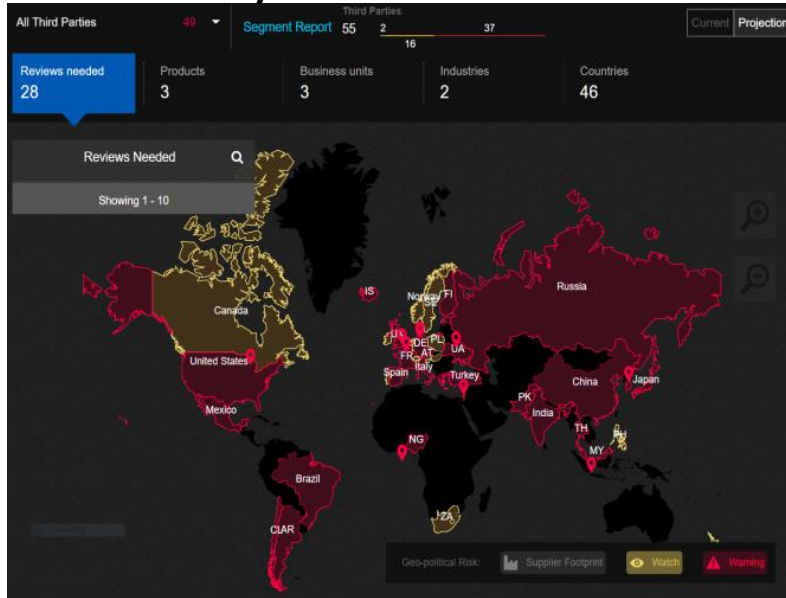 Third Parties
All Third Parties 49 Segment Report 55 2 37 Current Projection
16
Reviews needed Products Business units Industries Countries
28 3 3 2 46
Reviews Needed
Showing 1 - 10
IS
Norway
SE
FI
Russia
Canada
PL
DE
UA
AT
FR
United States
Italy
Spain
Turkey
China
Japan
PK
Mexico
India
TH
PH
NG
MY
Brazil
ZA
CL
AR
Geo-political Risk: Supplier Footprint Watch Warning